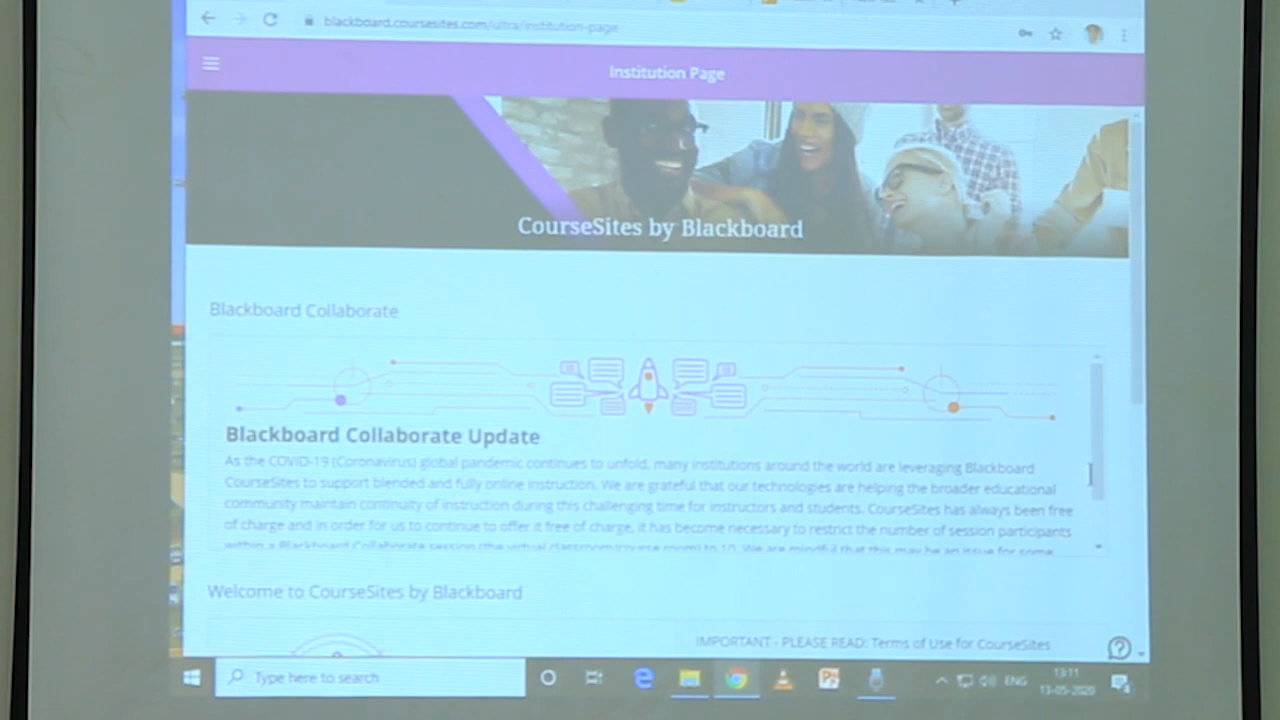 blackboard.coursesites.com/ultra/institution-page
Institution Page
CourseSites by Blackboard
Blackboard Collaborate
Blackboard Collaborate Update
As the COVID-19 (Coronavirus) global pandemic continues to unfold, many institutions around the world are leveraging Blackboard
CourseSites to support blended and fully online instruction. We are grateful that our technologies are helping the broader educational
community maintain continuity of instruction during this challenging time for instructors and students. CourseSites has always been free
of charge and in order for us to continue to offer it free of charge, it has become necessary to restrict the number of session participants
within a Blackboard Collaborate session (the virtual classroom/course room) to 10. We are mindful that this may be an issue for some
Welcome to CourseSites by Blackboard
IMPORTANT - PLEASE READ: Terms of Use for CourseSites
Type here to search
ENG
13:11
13-05-2020